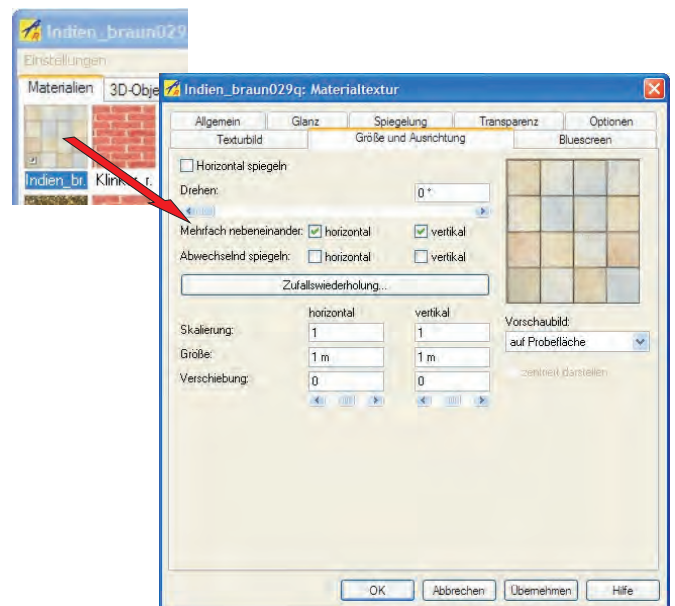 Indien_braun029
Einstellungen
Materialien 3D-Obje
Indien_br. Klinker_r.
Indien_braun029q: Materialtextur
Allgemein Glanz Spiegelung Transparenz Optionen
Texturbild Größe und Ausrichtung Bluescreen
Horizontal spiegeln
Drehen: 0 °
Mehrfach nebeneinander: horizontal vertikal
Abwechselnd spiegeln: horizontal vertikal
Zufallswiederholung...
horizontal vertikal
Skalierung: 1 1
Größe: 1 m 1 m
Verschiebung: 0 0
Vorschaubild:
auf Probefläche
zentriert darstellen
OK Abbrechen Übernehmen Hilfe